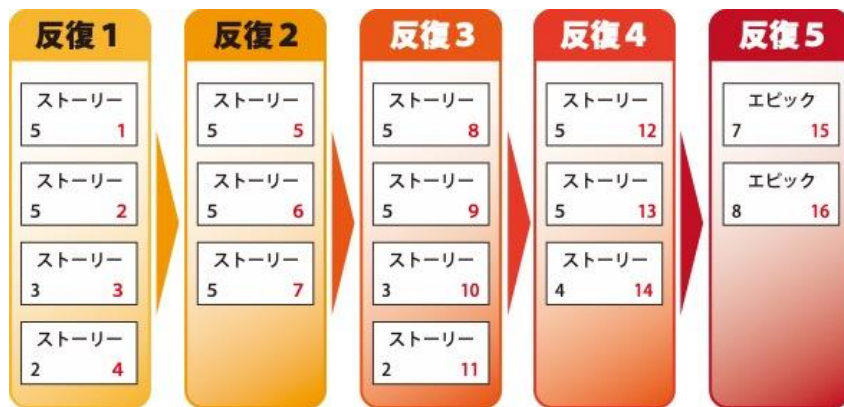 反復1
ストーリー
5 1
ストーリー
5 2
ストーリー
3 3
ストーリー
2 4
反復2
ストーリー
5 5
ストーリー
5 6
ストーリー
5 7
反復3
ストーリー
5 8
ストーリー
5 9
ストーリー
3 10
ストーリー
2 11
反復4
ストーリー
5 12
ストーリー
5 13
ストーリー
4 14
反復5
エピック
7 15
エピック
8 16